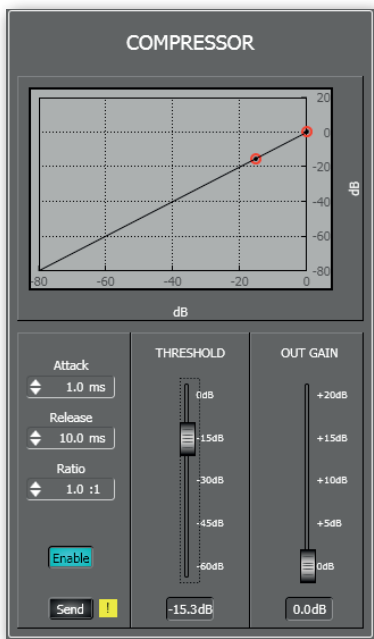 COMPRESSOR
20
0
-20
-40
-60
-80
dB
-80
-60
-40
-20
0
dB
Attack
1.0 ms
Release
10.0 ms
Ratio
1.0 :1
Enable
Send
!
THRESHOLD
0dB
-15dB
-30dB
-45dB
-60dB
-15.3dB
OUT GAIN
+20dB
+15dB
+10dB
+5dB
0dB
0.0dB